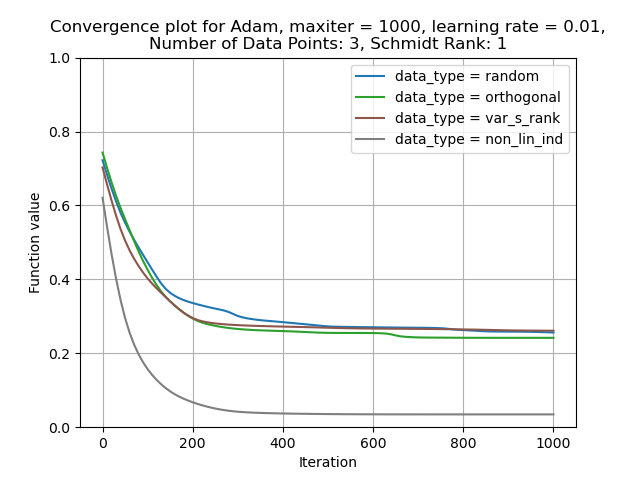 Convergence plot for Adam, maxiter = 1000, learning rate = 0.01,
Number of Data Points: 3, Schmidt Rank: 1
1.0
data_type = random
data_type = orthogonal
data_type = var_s_rank
data_type = non_lin_ind
0.8
0.6
Function value
0.4
0.2
0.0
0 200 400 600 800 1000
Iteration